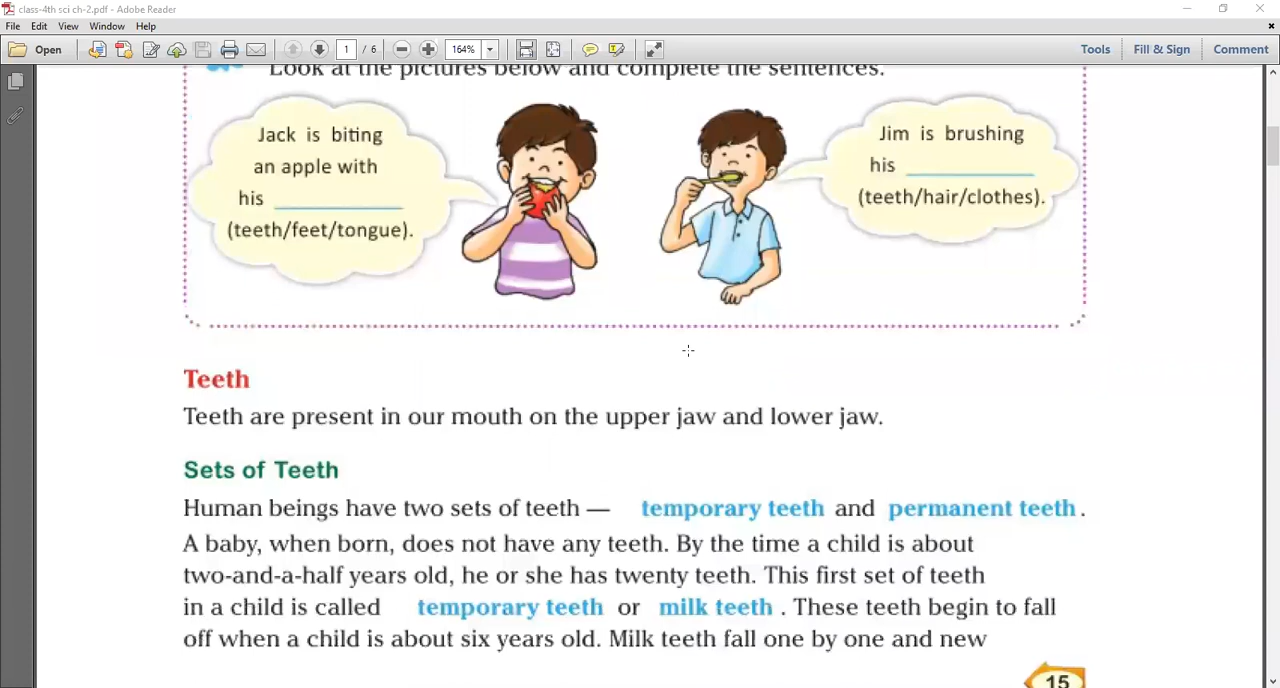 class-4th sci ch-2.pdf - Adobe Reader
File Edit View Window Help
Open 1 / 6 164% Tools Fill & Sign Comment
Look at the pictures below and complete the sentences.
Jack is biting
an apple with
his
(teeth/feet/tongue).
Jim is brushing
his
(teeth/hair/clothes).
Teeth
Teeth are present in our mouth on the upper jaw and lower jaw.
Sets of Teeth
Human beings have two sets of teeth — temporary teeth and permanent teeth.
A baby, when born, does not have any teeth. By the time a child is about
two-and-a-half years old, he or she has twenty teeth. This first set of teeth
in a child is called temporary teeth or milk teeth . These teeth begin to fall
off when a child is about six years old. Milk teeth fall one by one and new
15